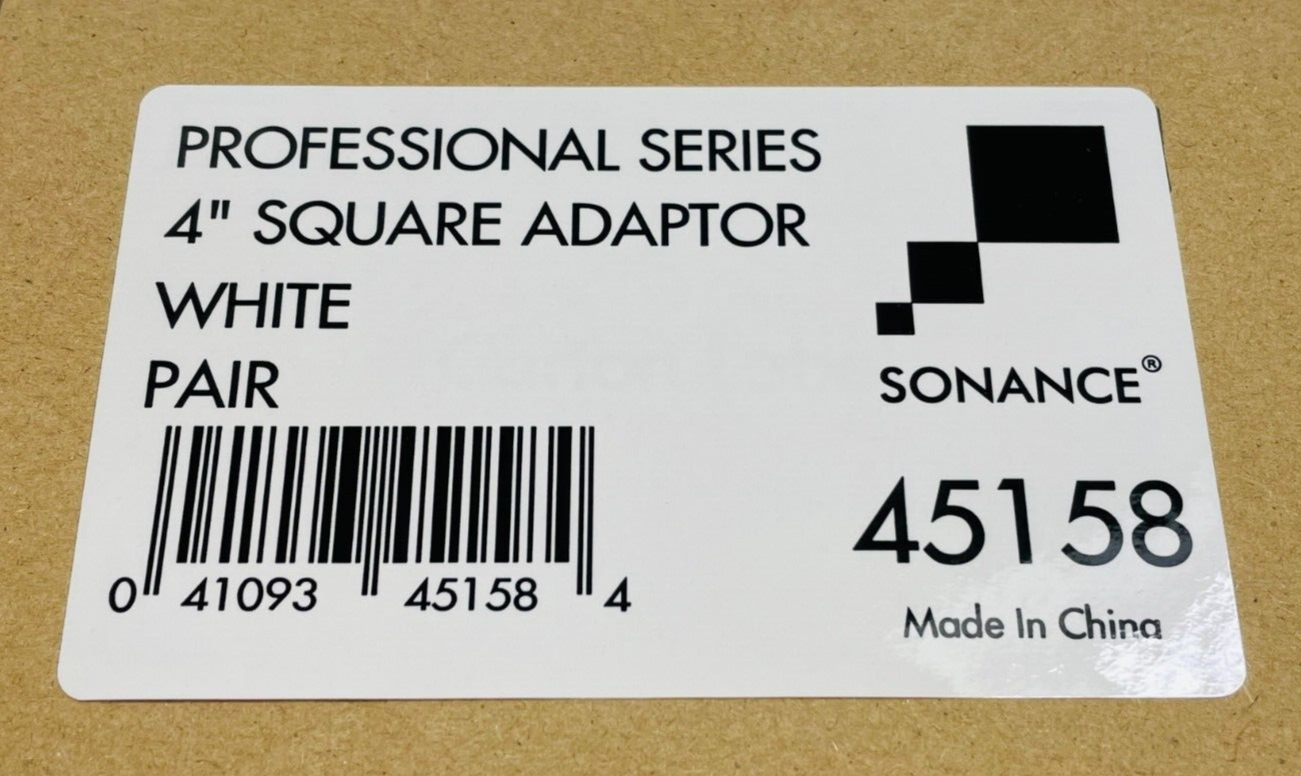 PROFESSIONAL SERIES
4" SQUARE ADAPTOR
WHITE
PAIR
0 41093 45158 4
SONANCE®
45158
Made In China